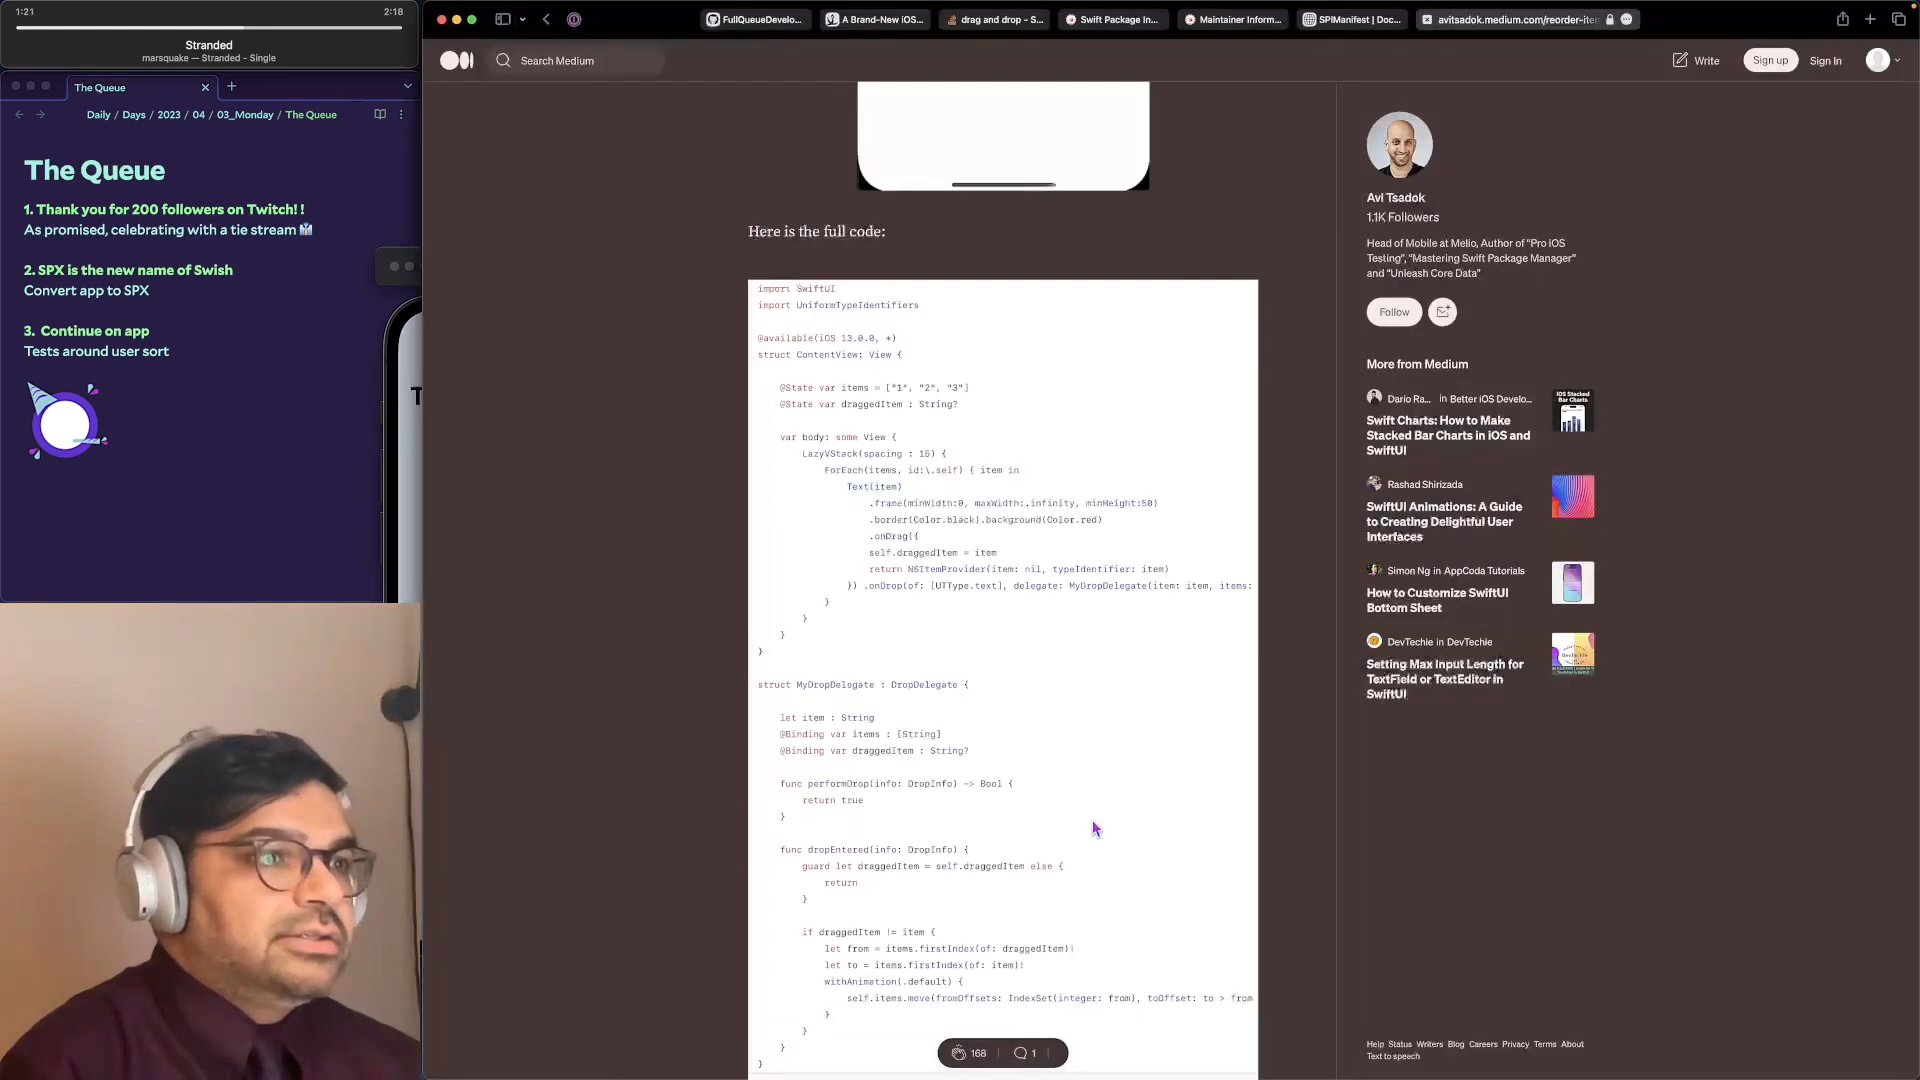 1:21
2:18
Stranded
marsquake — Stranded - Single
The Queue
Daily / Days / 2023 / 04 / 03_Monday / The Queue
The Queue
1. Thank you for 200 followers on Twitch! !
As promised, celebrating with a tie stream 👔
2. SPX is the new name of Swish
Convert app to SPX
3. Continue on app
Tests around user sort
T
FullQueueDevelo...
A Brand-New iOS...
drag and drop - S...
Swift Package In...
Maintainer Inform...
SPIManifest | Doc...
avitsadok.medium.com/reorder-ite
Search Medium
Write
Sign up
Sign In
Here is the full code:
import SwiftUI
import UniformTypeIdentifiers
@available(iOS 13.0.0, *)
struct ContentView: View {
@State var items = ["1", "2", "3"]
@State var draggedItem : String?
var body: some View {
LazyVStack(spacing : 15) {
ForEach(items, id:\.self) { item in
Text(item)
.frame(minWidth:0, maxWidth:.infinity, minHeight:50)
.border(Color.black).background(Color.red)
.onDrag({
self.draggedItem = item
return NSItemProvider(item: nil, typeIdentifier: item)
}) .onDrop(of: [UTType.text], delegate: MyDropDelegate(item: item, items:
}
}
}
}
struct MyDropDelegate : DropDelegate {
let item : String
@Binding var items : [String]
@Binding var draggedItem : String?
func performDrop(info: DropInfo) -> Bool {
return true
}
func dropEntered(info: DropInfo) {
guard let draggedItem = self.draggedItem else {
return
}
if draggedItem != item {
let from = items.firstIndex(of: draggedItem)!
let to = items.firstIndex(of: item)!
withAnimation(.default) {
self.items.move(fromOffsets: IndexSet(integer: from), toOffset: to > from
}
}
}
}
168
1
Avi Tsadok
1.1K Followers
Head of Mobile at Melio, Author of “Pro iOS
Testing”, “Mastering Swift Package Manager”
and “Unleash Core Data”
Follow
More from Medium
Darío Ra... in Better iOS Develo...
Swift Charts: How to Make
Stacked Bar Charts in iOS and
SwiftUI
iOS Stacked
Bar Charts
Rashad Shirizada
SwiftUI Animations: A Guide
to Creating Delightful User
Interfaces
Simon Ng in AppCoda Tutorials
How to Customize SwiftUI
Bottom Sheet
DevTechie in DevTechie
Setting Max Input Length for
TextField or TextEditor in
SwiftUI
Help Status Writers Blog Careers Privacy Terms About
Text to speech